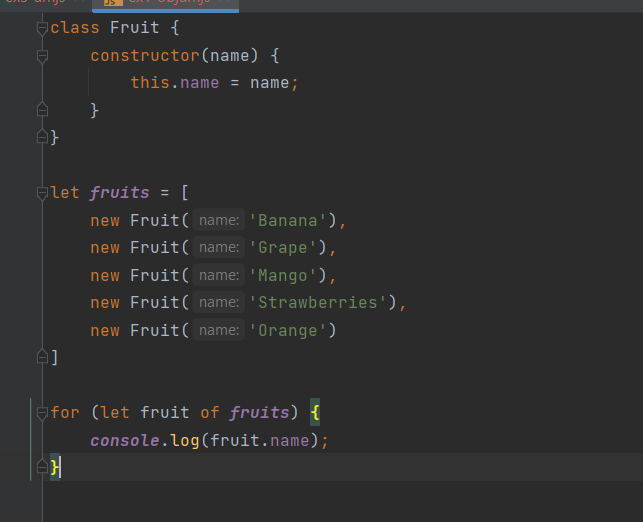 class Fruit {
    constructor(name) {
        this.name = name;
    }
}

let fruits = [
    new Fruit( name: 'Banana'),
    new Fruit( name: 'Grape'),
    new Fruit( name: 'Mango'),
    new Fruit( name: 'Strawberries'),
    new Fruit( name: 'Orange')
]

for (let fruit of fruits) {
    console.log(fruit.name);
}